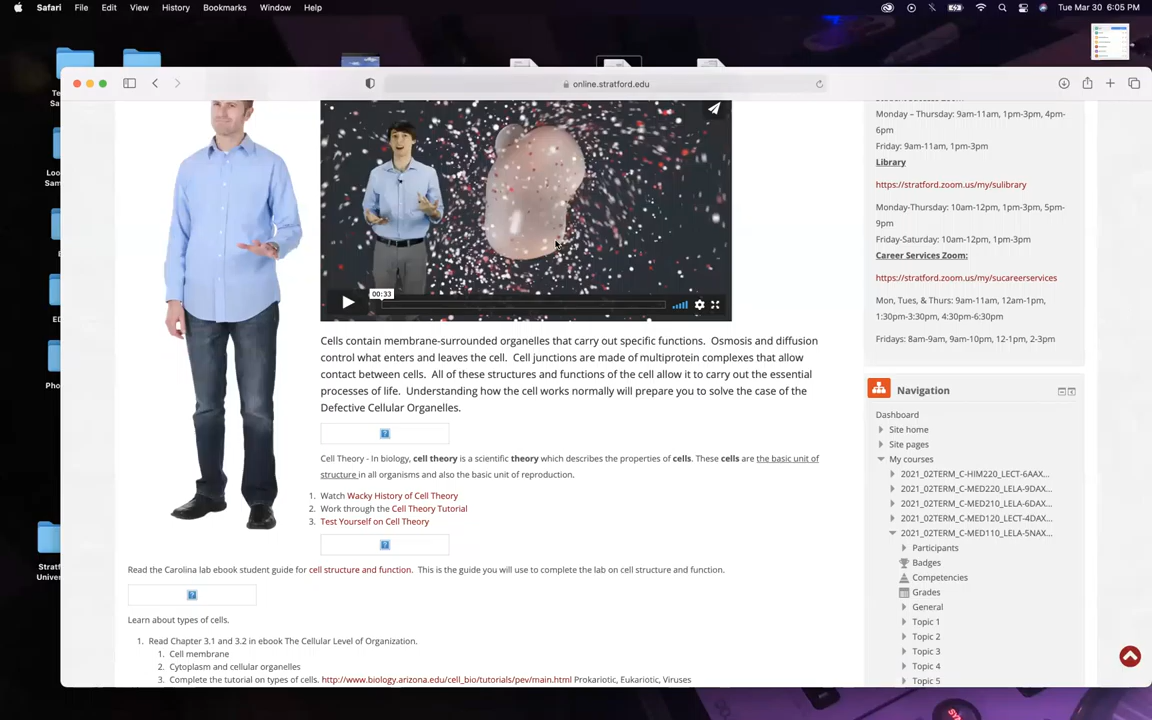 Safari File Edit View History Bookmarks Window Help Tue Mar 30 6:05 PM
online.stratford.edu
Monday – Thursday: 9am-11am, 1pm-3pm, 4pm-
6pm
Friday: 9am-11am, 1pm-3pm
Library
https://stratford.zoom.us/my/sulibrary
Monday-Thursday: 10am-12pm, 1pm-3pm, 5pm-
9pm
Friday-Saturday: 10am-12pm, 1pm-3pm
Career Services Zoom:
https://stratford.zoom.us/my/sucareerservices
Mon, Tues, & Thurs: 9am-11am, 12am-1pm,
1:30pm-3:30pm, 4:30pm-6:30pm
Fridays: 8am-9am, 9am-10pm, 12-1pm, 2-3pm
00:33
Cells contain membrane-surrounded organelles that carry out specific functions. Osmosis and diffusion
control what enters and leaves the cell. Cell junctions are made of multiprotein complexes that allow
contact between cells. All of these structures and functions of the cell allow it to carry out the essential
processes of life. Understanding how the cell works normally will prepare you to solve the case of the
Defective Cellular Organelles.
Cell Theory - In biology, cell theory is a scientific theory which describes the properties of cells. These cells are the basic unit of
structure in all organisms and also the basic unit of reproduction.
1. Watch Wacky History of Cell Theory
2. Work through the Cell Theory Tutorial
3. Test Yourself on Cell Theory
Read the Carolina lab ebook student guide for cell structure and function. This is the guide you will use to complete the lab on cell structure and function.
Learn about types of cells.
1. Read Chapter 3.1 and 3.2 in ebook The Cellular Level of Organization.
1. Cell membrane
2. Cytoplasm and cellular organelles
3. Complete the tutorial on types of cells. http://www.biology.arizona.edu/cell_bio/tutorials/pev/main.html Prokariotic, Eukariotic, Viruses
Navigation
Dashboard
Site home
Site pages
My courses
2021_02TERM_C-HIM220_LECT-6AAX...
2021_02TERM_C-MED220_LELA-9DAX...
2021_02TERM_C-MED210_LELA-6DAX...
2021_02TERM_C-MED120_LECT-4DAX...
2021_02TERM_C-MED110_LELA-5NAX...
Participants
Badges
Competencies
Grades
General
Topic 1
Topic 2
Topic 3
Topic 4
Topic 5